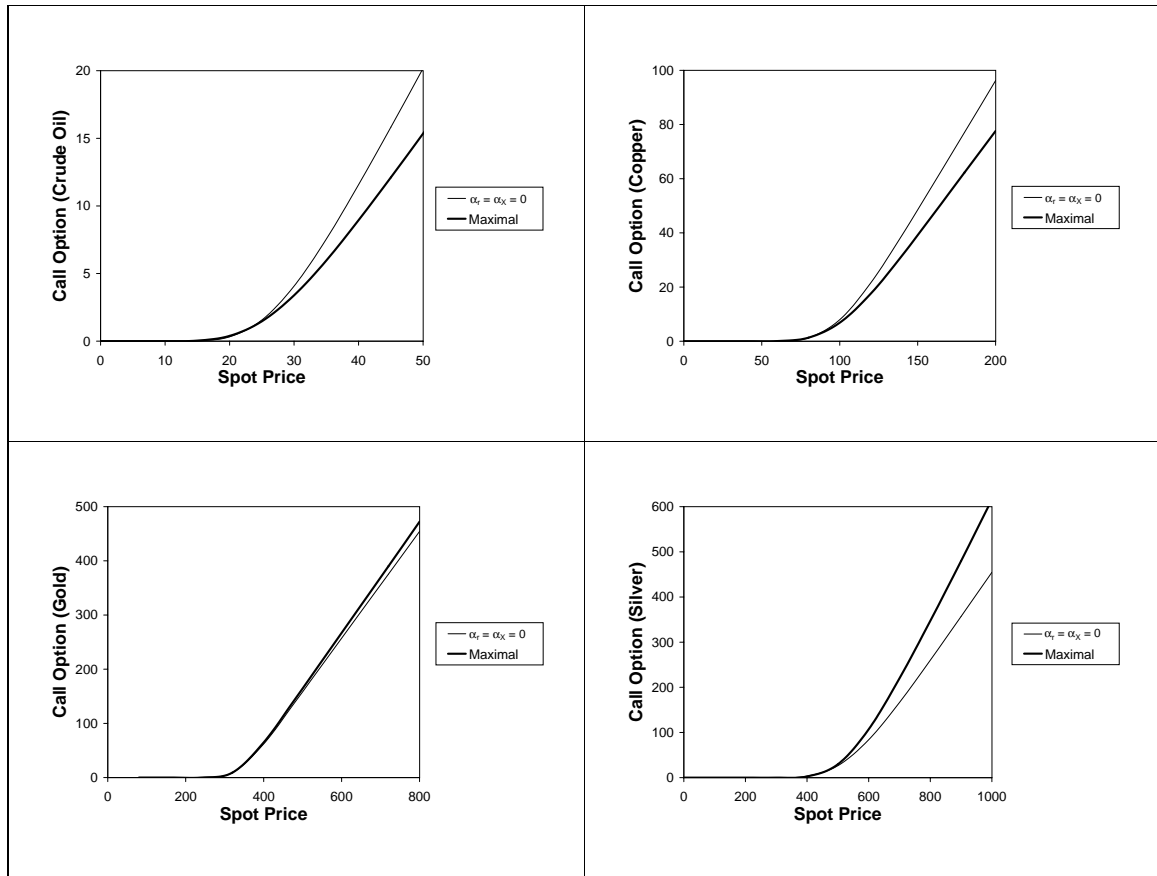 Call Option (Crude Oil)
20
15
10
5
0
0 10 20 30 40 50
Spot Price
αr = αX = 0
Maximal
Call Option (Copper)
100
80
60
40
20
0
0 50 100 150 200
Spot Price
αr = αX = 0
Maximal
Call Option (Gold)
500
400
300
200
100
0
0 200 400 600 800
Spot Price
αr = αX = 0
Maximal
Call Option (Silver)
600
500
400
300
200
100
0
0 200 400 600 800 1000
Spot Price
αr = αX = 0
Maximal